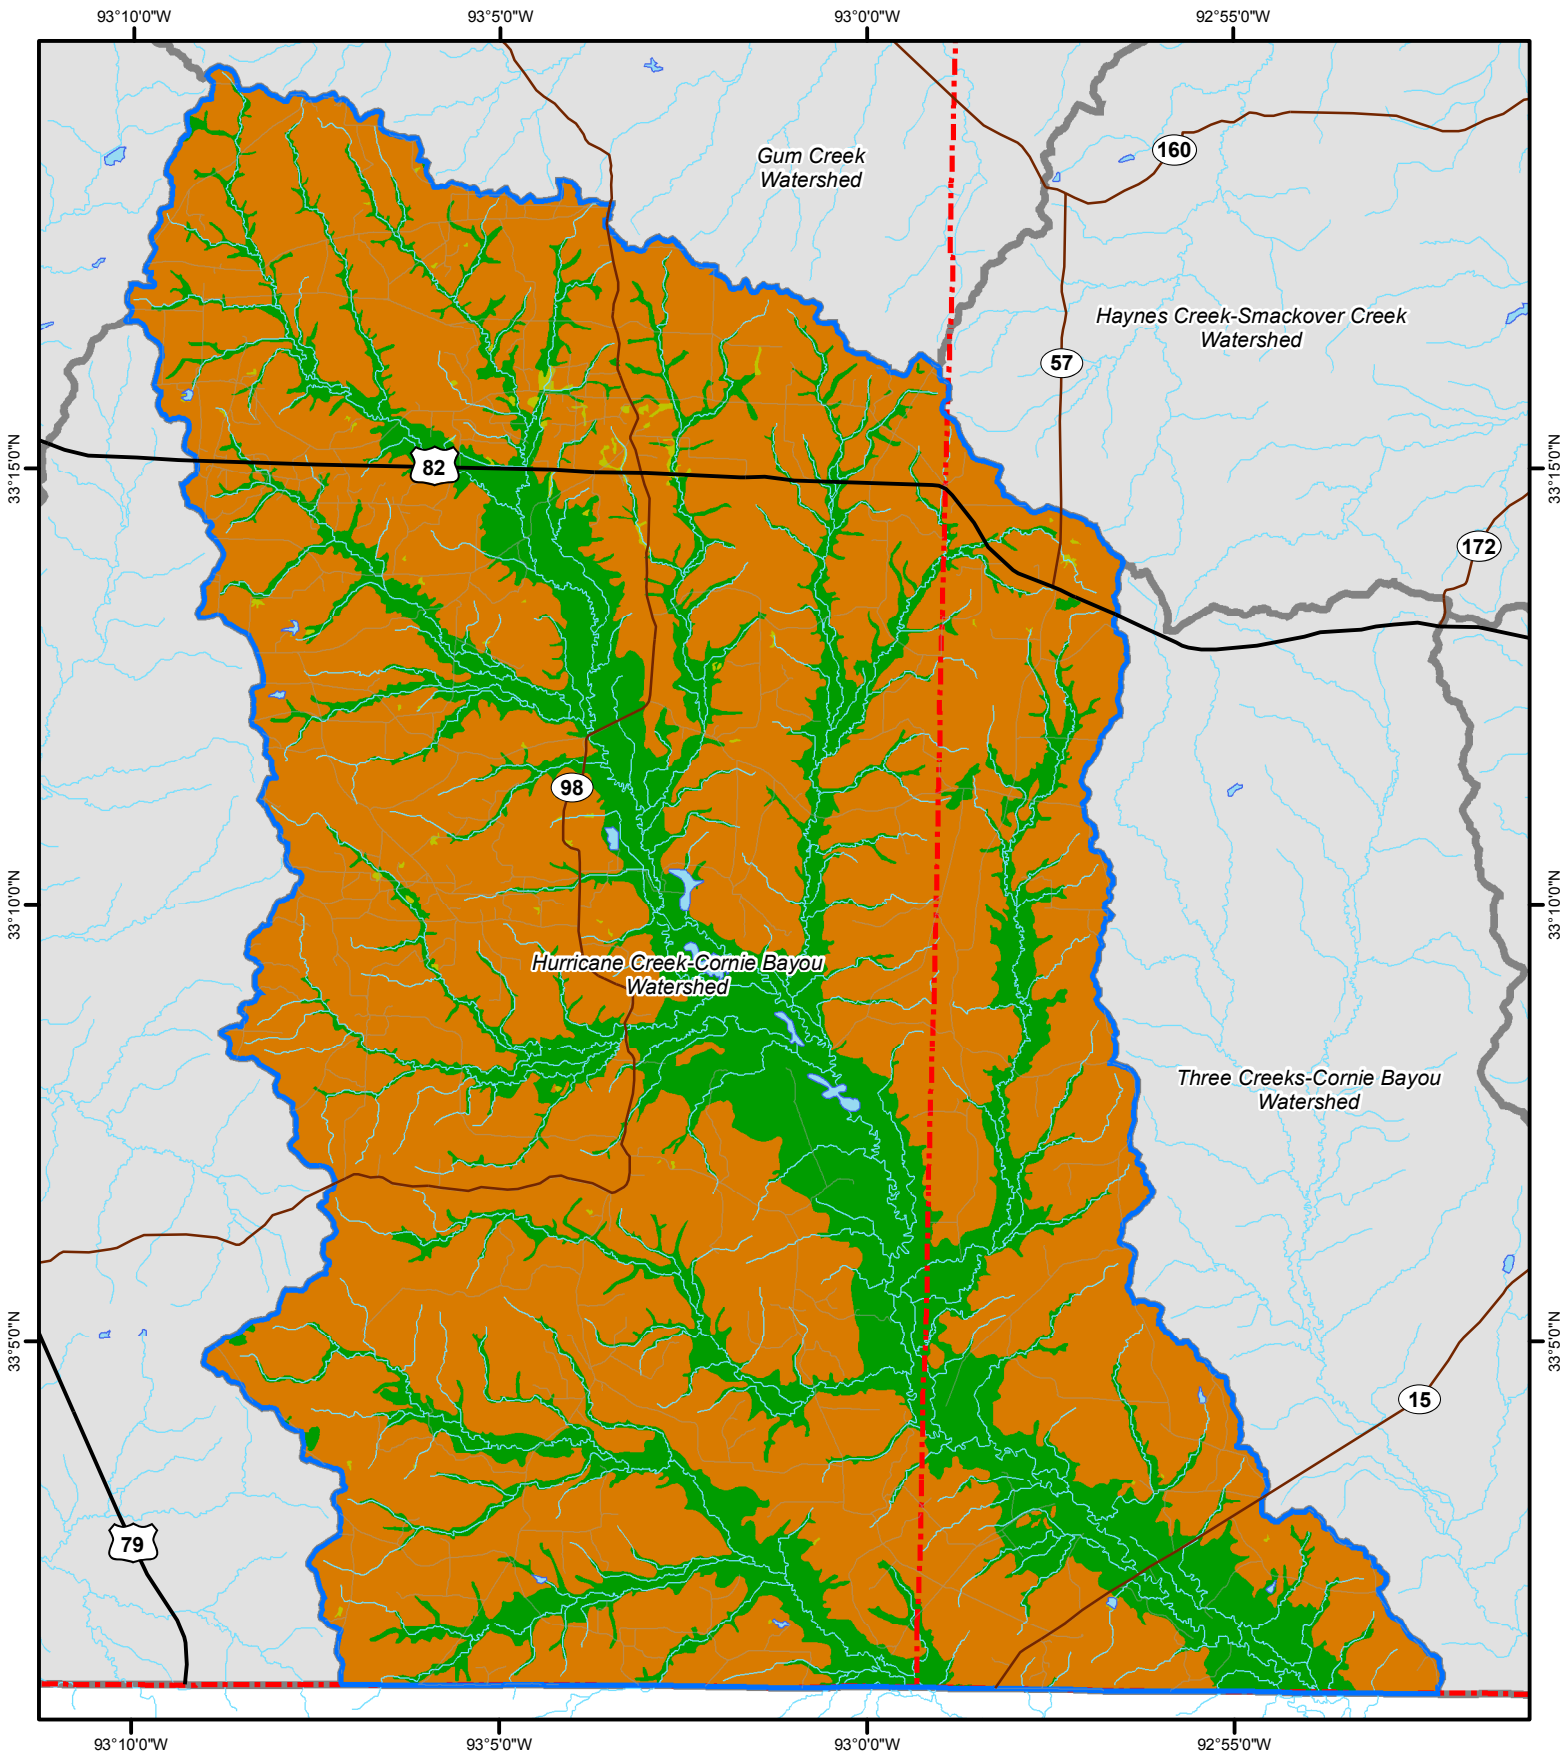 93°10'0"W 93°5'0"W 93°0'0"W 92°55'0"W
Gum Creek
Watershed
160
Haynes Creek-Smackover Creek
Watershed
57
33°15'0"N 82 33°15'0"N
172
98
33°10'0"N 33°10'0"N
Hurricane Creek-Cornie Bayou
Watershed
Three Creeks-Cornie Bayou
Watershed
33°5'0"N 33°5'0"N
15
79
93°10'0"W 93°5'0"W 93°0'0"W 92°55'0"W